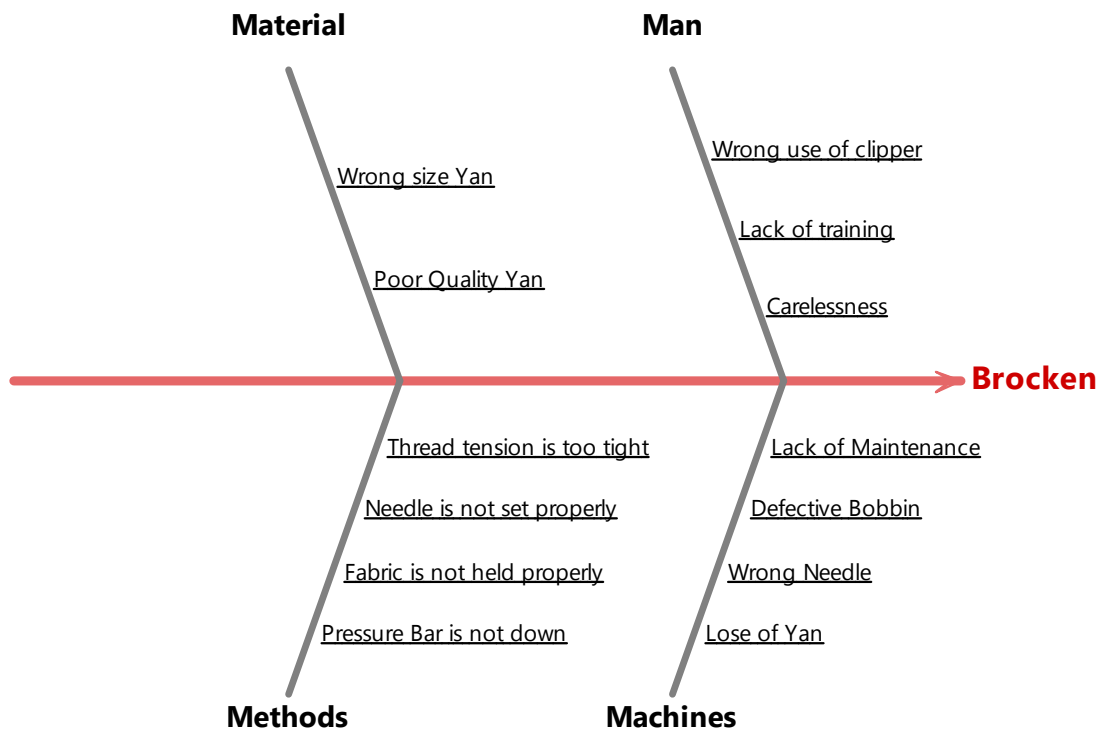 Material
Man
Wrong use of clipper
Wrong size Yan
Lack of training
Poor Quality Yan
Carelessness
Brocken
Thread tension is too tight
Lack of Maintenance
Needle is not set properly
Defective Bobbin
Fabric is not held properly
Wrong Needle
Pressure Bar is not down
Lose of Yan
Methods
Machines